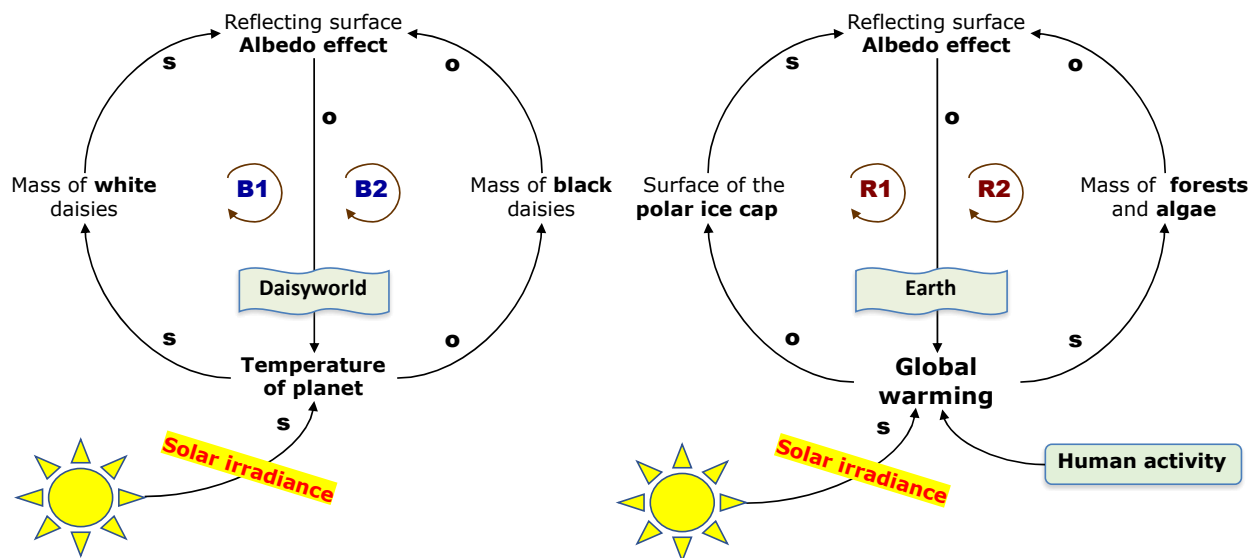 Reflecting surface
Albedo effect
s
o
o
Mass of white
daisies
B1
B2
Mass of black
daisies
Daisyworld
s
o
Temperature
of planet
s
Solar irradiance
Reflecting surface
Albedo effect
s
o
o
Surface of the
polar ice cap
R1
R2
Mass of forests
and algae
Earth
o
s
Global
warming
s
Solar irradiance
Human activity